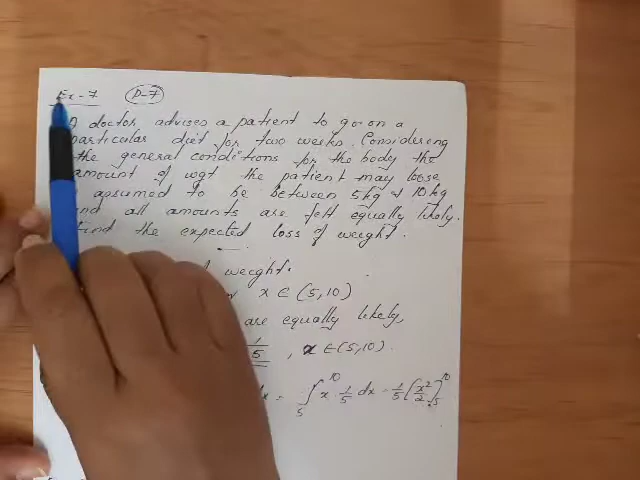 Ex-7 P-7
doctor advises a patient to go on a
particular diet for two weeks. Considering
the general conditions for the body the
amount of wgt the patient may loose
assumed to be between 5kg & 10kg
and all amounts are felt equally likely.
Find the expected loss of weight.
weight.
x ∈ (5,10)
are equally likely,
1/5 , x ∈ (5,10).
dx = ∫₅¹⁰ x · 1/5 dx = 1/5 [x²/2]₅¹⁰